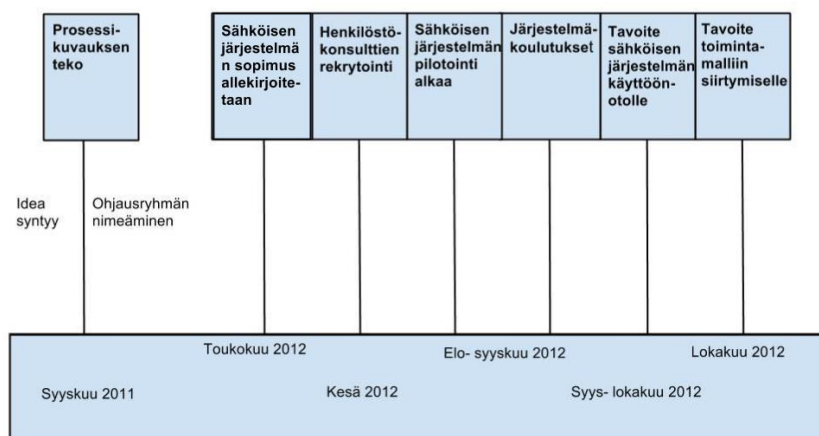 Prosessi-
kuvauksen
teko
Sähköisen
järjestelmä
n sopimus
allekirjoite-
taan
Henkilöstö-
konsulttien
rekrytointi
Sähköisen
järjestelmän
pilotointi
alkaa
Järjestelmä-
koulutukset
Tavoite
sähköisen
järjestelmän
käyttöön-
otolle
Tavoite
toiminta-
malliin
siirtymiselle
Idea
syntyy
Ohjausryhmän
nimeäminen
Toukokuu 2012
Elo- syyskuu 2012
Lokakuu 2012
Syyskuu 2011
Kesä 2012
Syys- lokakuu 2012